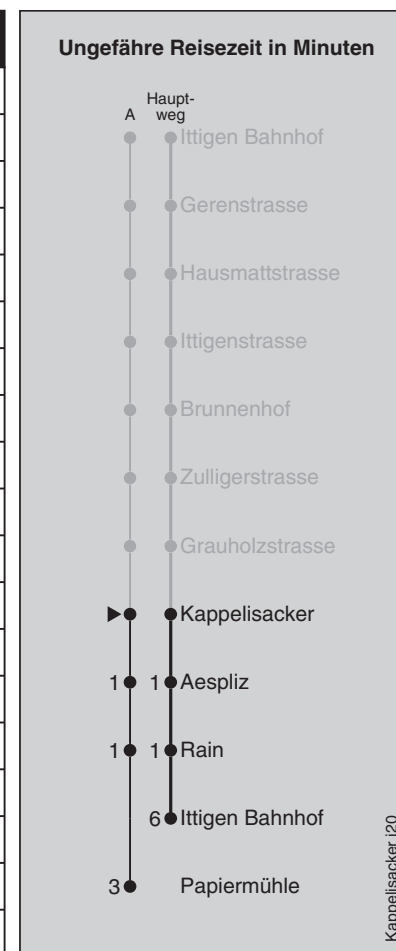 Ungefähre Reisezeit in Minuten
A Haupt-
weg
Ittigen Bahnhof
Gerenstrasse
Hausmattstrasse
Ittigenstrasse
Brunnenhof
Zulligerstrasse
Grauholzstrasse
Kappelisacker
1 1 Aespliz
1 1 Rain
6 Ittigen Bahnhof
3 Papiermühle
Kappelisacker i20